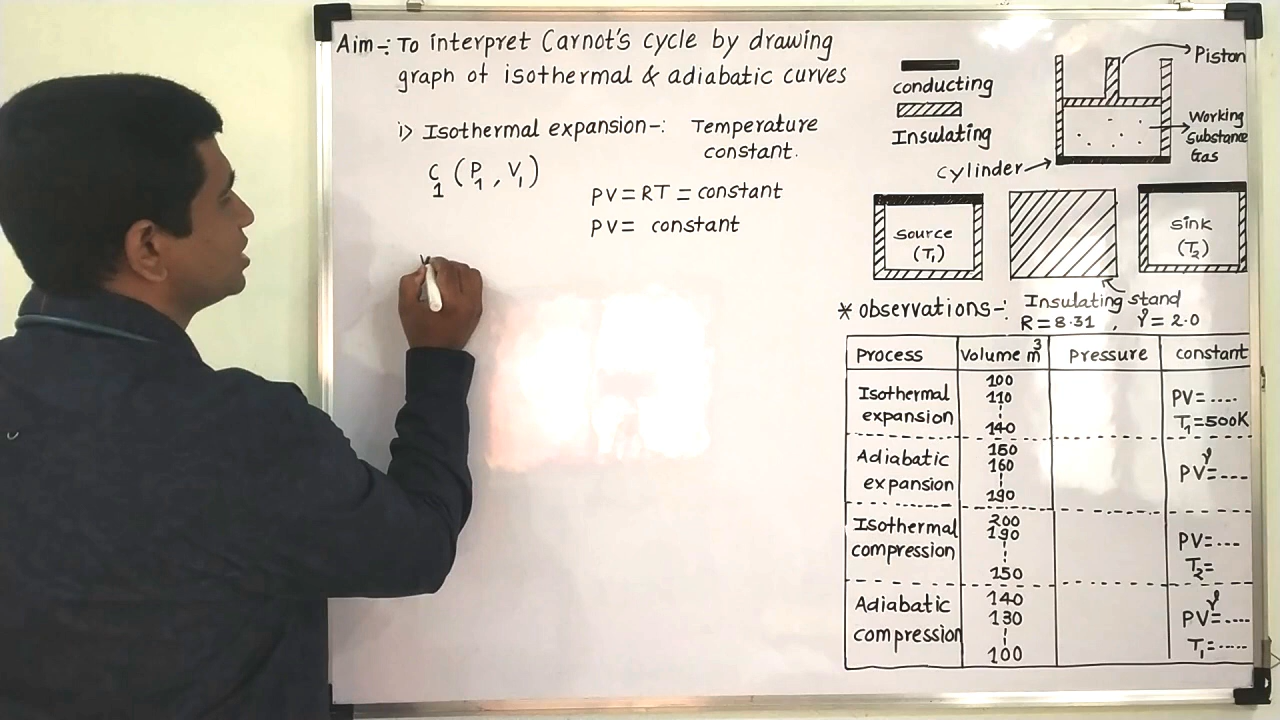 Aim-: To interpret Carnot's cycle by drawing
graph of isothermal & adiabatic curves
i) Isothermal expansion-: Temperature
constant.
C1 (P1, V1)
PV = RT = constant
PV = constant
conducting
Insulating
Piston
Working
Substance
Gas
Cylinder
Source
(T1)
Sink
(T2)
Insulating stand
* observations-:
R = 8.31 , γ = 2.0
Process Volume m³ Pressure constant
Isothermal
expansion
100
110
140
PV = ....
T1 = 500K
Adiabatic
expansion
150
160
190
PV^γ = ....
Isothermal
compression
200
190
150
PV = ....
T2 =
Adiabatic
compression
140
130
100
PV^γ = ....
T1 = .....